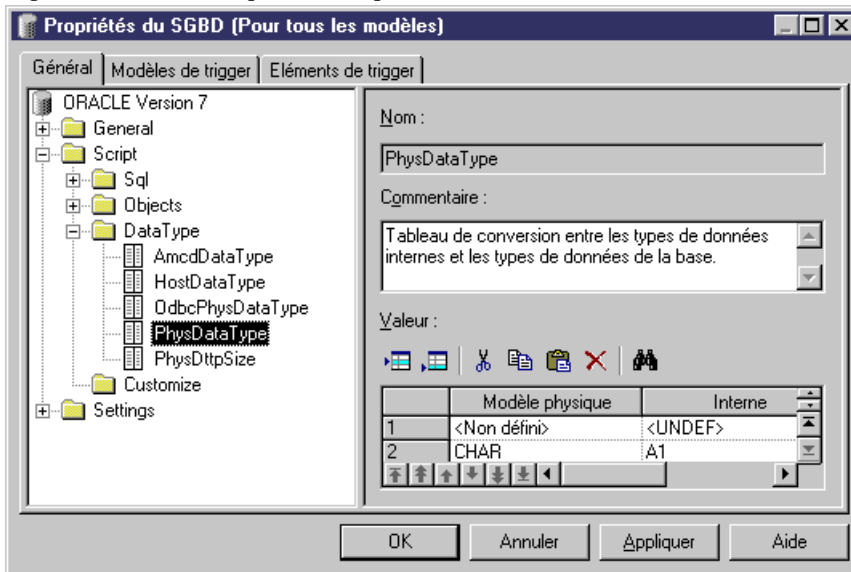 Propriétés du SGBD (Pour tous les modèles)
Général
Modèles de trigger
Eléments de trigger
ORACLE Version 7
General
Script
Sql
Objects
DataType
AmcdDataType
HostDataType
OdbcPhysDataType
PhysDataType
PhysDttpSize
Customize
Settings
Nom :
PhysDataType
Commentaire :
Tableau de conversion entre les types de données
internes et les types de données de la base.
Valeur :
Modèle physique Interne
1 <Non défini> <UNDEF>
2 CHAR A1
OK Annuler Appliquer Aide